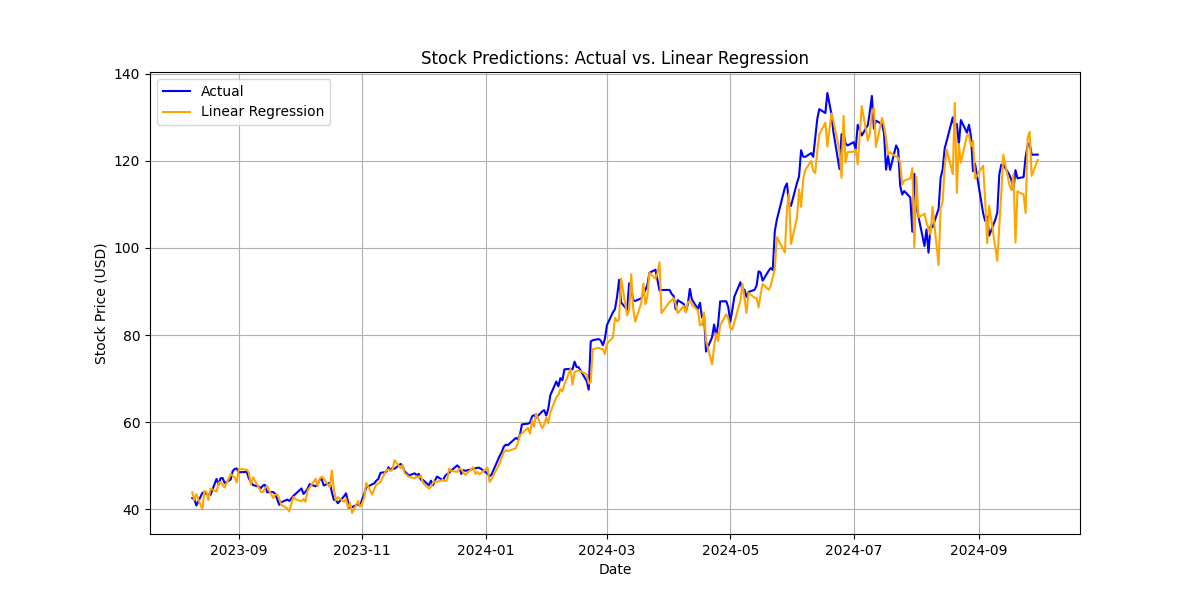 Stock Predictions: Actual vs. Linear Regression
Actual
Linear Regression
Stock Price (USD)
140
120
100
80
60
40
2023-09
2023-11
2024-01
2024-03
2024-05
2024-07
2024-09
Date